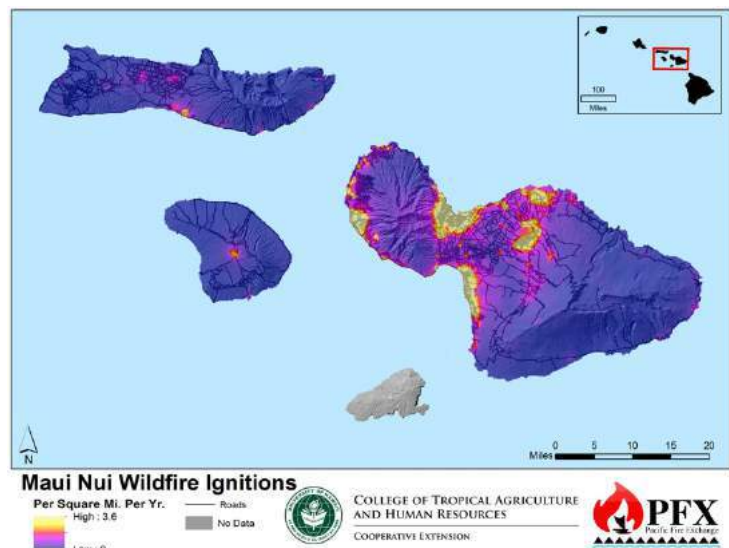 100
Miles
N
Miles
0 5 10 15 20
Maui Nui Wildfire Ignitions
Per Square Mi. Per Yr.
High : 3.6
Roads
No Data
COLLEGE OF TROPICAL AGRICULTURE
AND HUMAN RESOURCES
COOPERATIVE EXTENSION
PFX
Pacific Fire Exchange